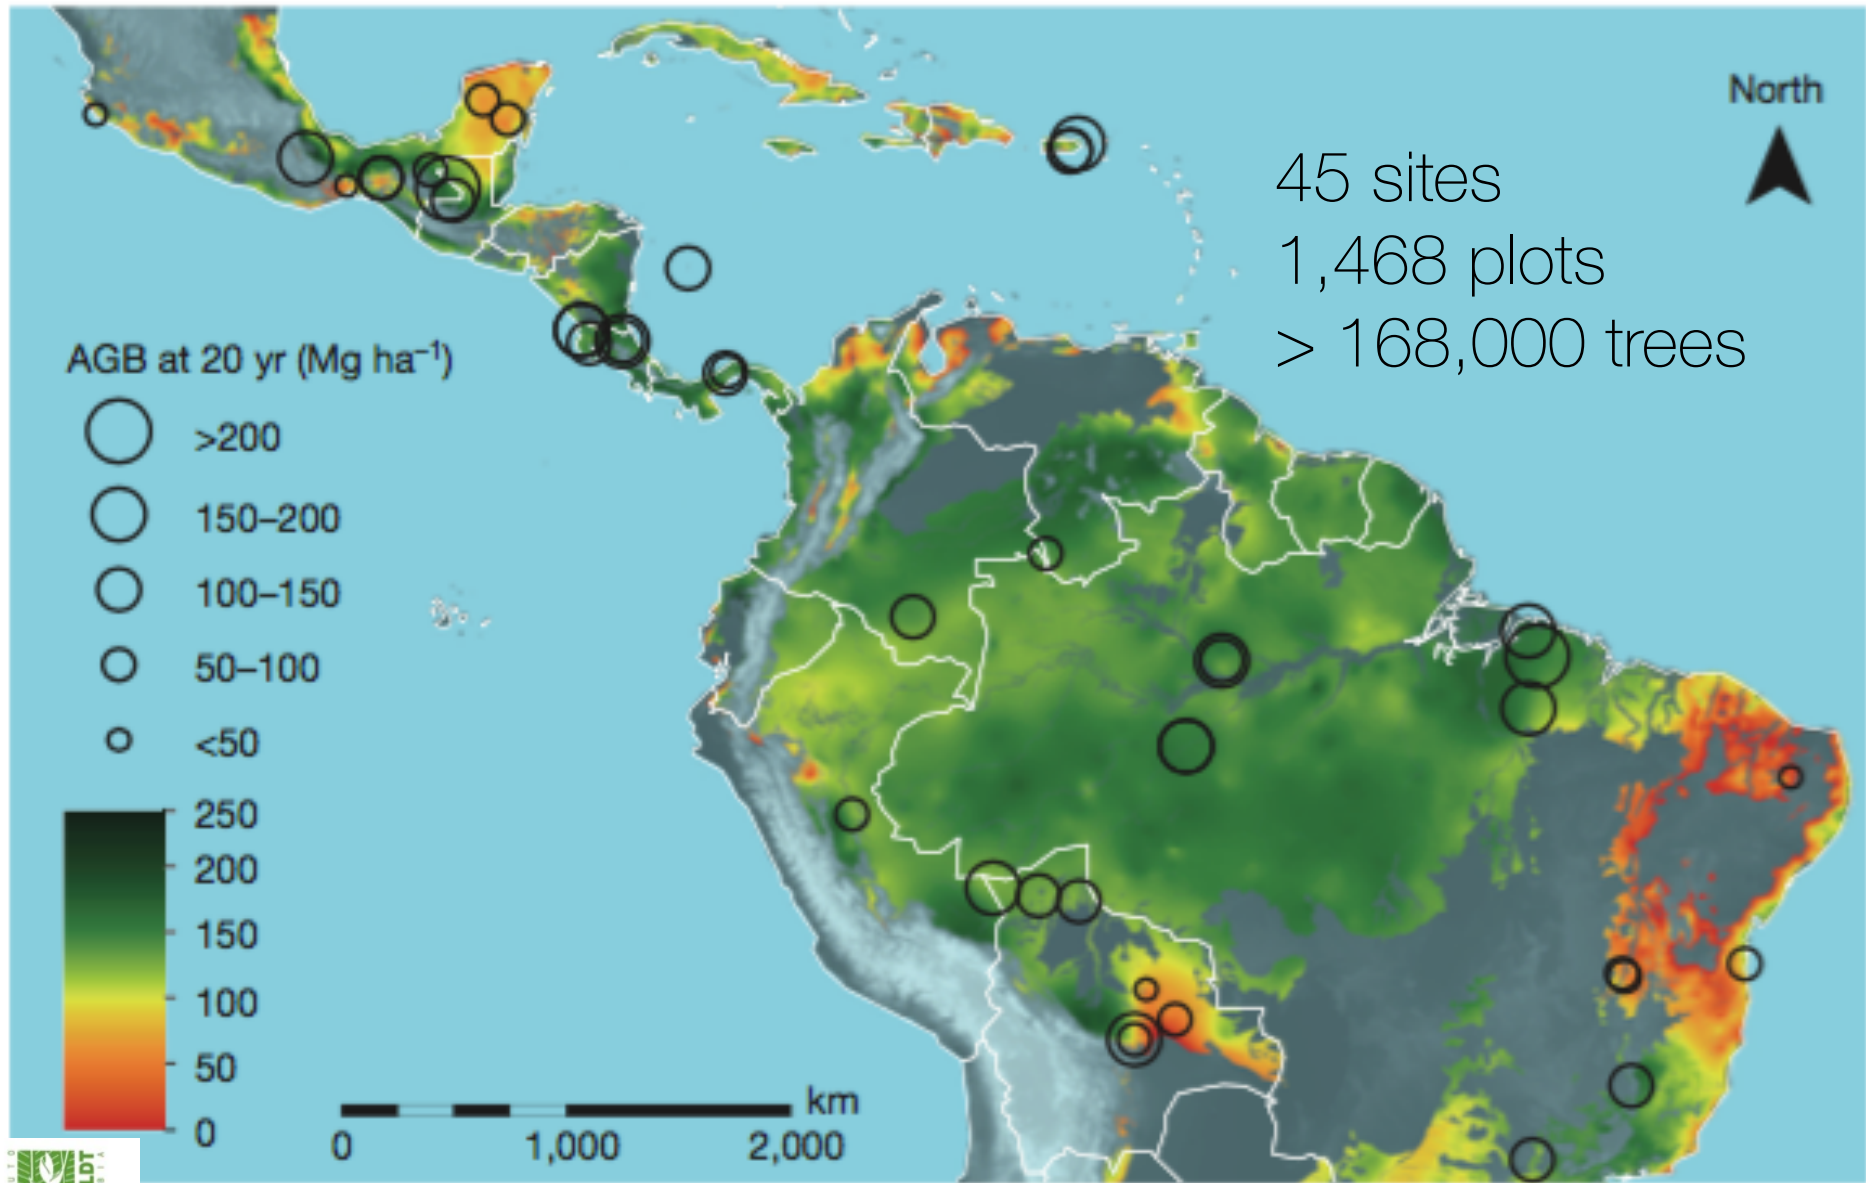 North
45 sites
1,468 plots
> 168,000 trees
AGB at 20 yr (Mg ha⁻¹)
>200
150–200
100–150
50–100
<50
250
200
150
100
50
0
km
0 1,000 2,000
LDT